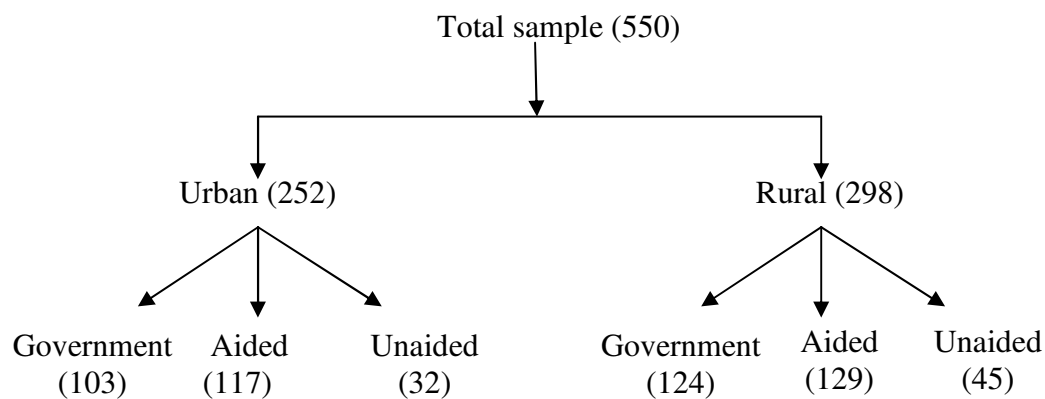 Total sample (550)
Urban (252) Rural (298)
Government Aided Unaided Government Aided Unaided
(103) (117) (32) (124) (129) (45)